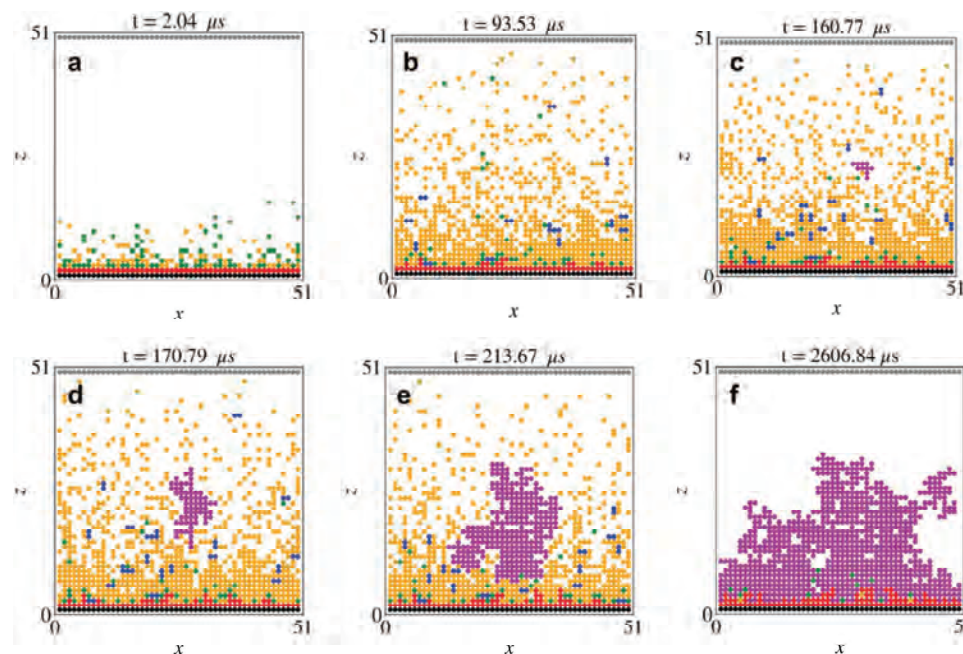 t = 2.04 μs
51
a
z
0
0
51
x
t = 93.53 μs
51
b
z
0
0
51
x
t = 160.77 μs
51
c
z
0
0
51
x
t = 170.79 μs
51
d
z
0
0
51
x
t = 213.67 μs
51
e
z
0
0
51
x
t = 2606.84 μs
51
f
z
0
0
5
x